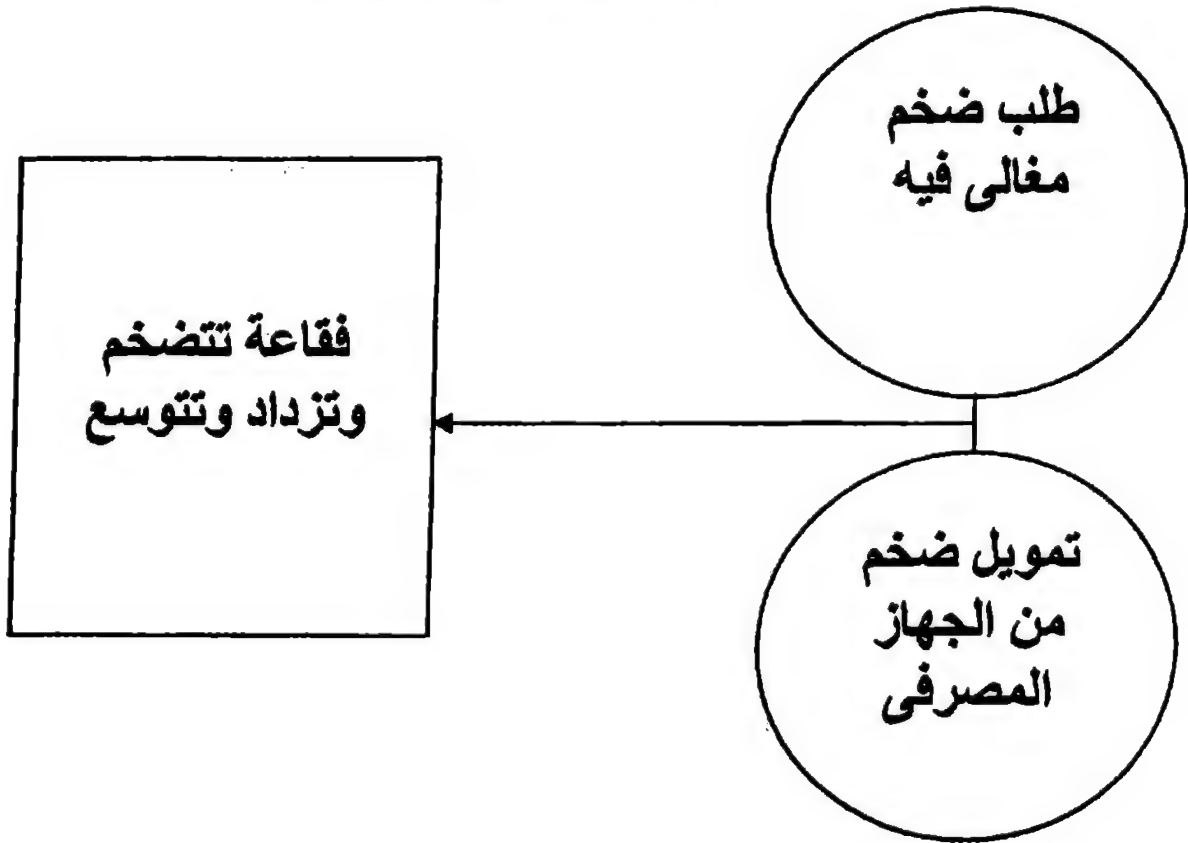 طلب ضخم
مغالى فيه
فقاعة تتضخم
وتزداد وتتوسع
تمويل ضخم
من الجهاز
المصرفى